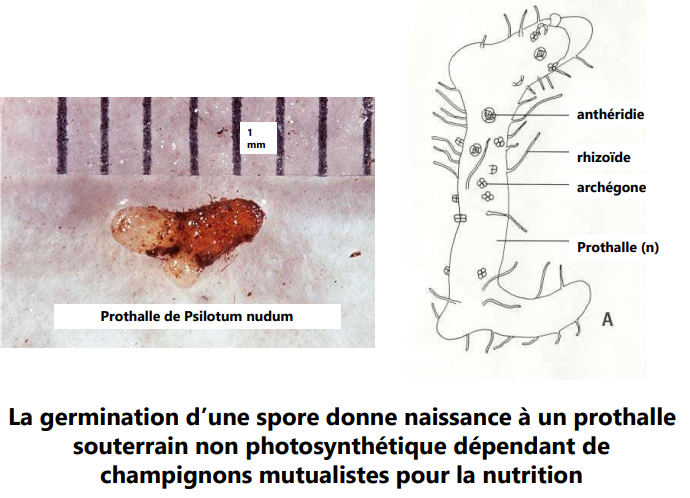 1
mm
Prothalle de Psilotum nudum
anthéridie
rhizoïde
archégone
Prothalle (n)
A
La germination d’une spore donne naissance à un prothalle
souterrain non photosynthétique dépendant de
champignons mutualistes pour la nutrition